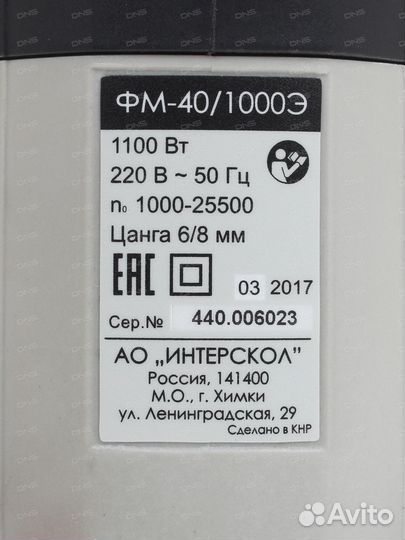 ФМ-40/1000Э
1100 Вт
220 В ~ 50 Гц
n₀ 1000-25500
Цанга 6/8 мм
EAC 03 2017
Сер.№ 440.006023
АО „ИНТЕРСКОЛ"
Россия, 141400
М.О., г. Химки
ул. Ленинградская, 29
Сделано в КНР
Avito